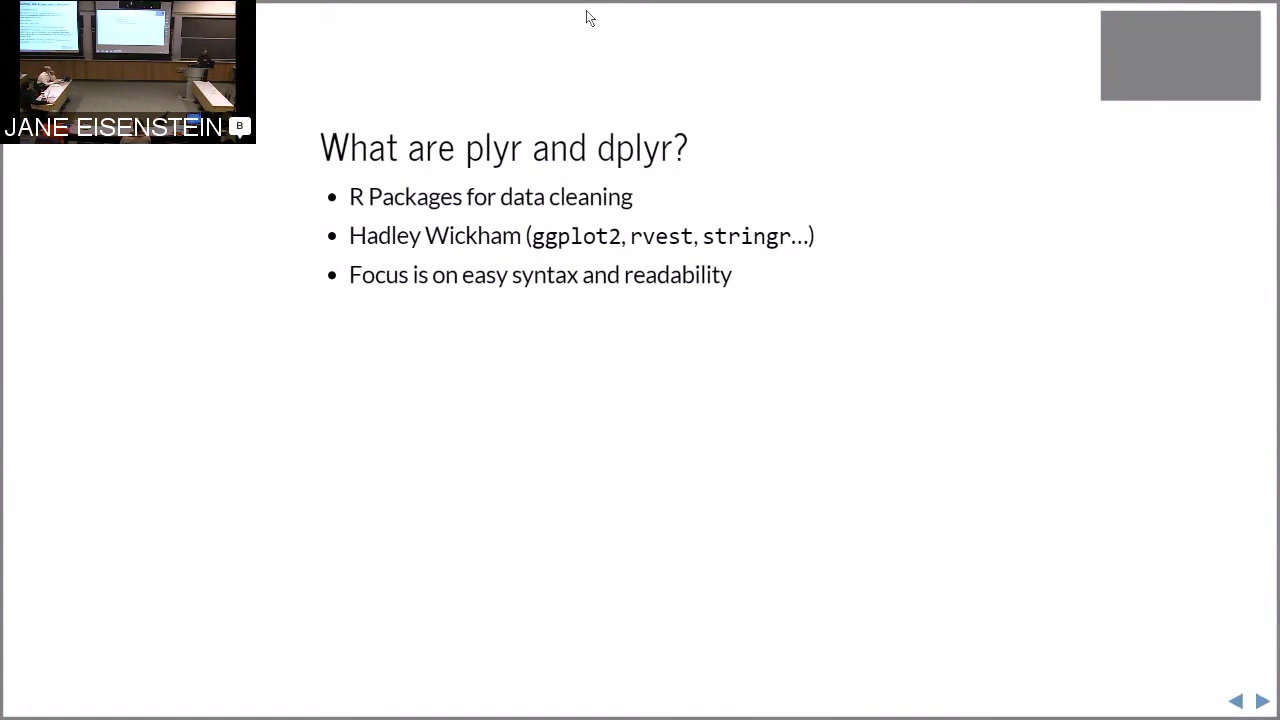 JANE EISENSTEIN B
What are plyr and dplyr?
• R Packages for data cleaning
• Hadley Wickham (ggplot2, rvest, stringr...)
• Focus is on easy syntax and readability